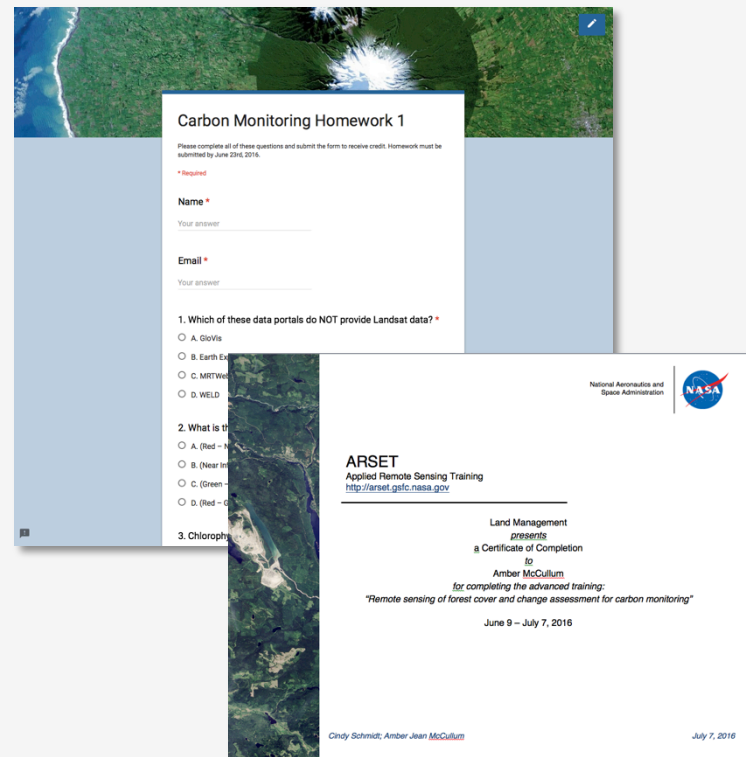 Carbon Monitoring Homework 1
Please complete all of these questions and submit the form to receive credit. Homework must be
submitted by June 23rd, 2016.
* Required
Name *
Your answer
Email *
Your answer
1. Which of these data portals do NOT provide Landsat data? *
A. GloVis
B. Earth
C.
D. WELD
2. What is
A. (Red –
B. (Near
C. (Green –
D. (Red –
3.
National Aeronautics and
Space Administration
NASA
ARSET
Applied Remote Sensing Training
http://arset.gsfc.nasa.gov
Land Management
presents
a Certificate of Completion
to
Amber McCullum
for completing the advanced training:
“Remote sensing of forest cover and change assessment for carbon monitoring”
June 9 – July 7, 2016
Cindy Schmidt; Amber Jean McCullum
July 7, 2016